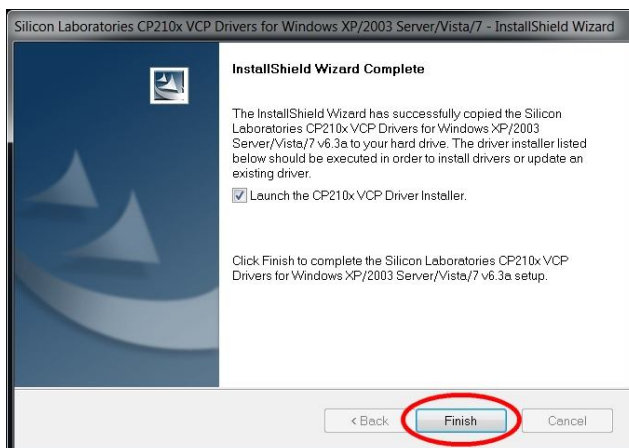 Silicon Laboratories CP210x VCP Drivers for Windows XP/2003 Server/Vista/7 - InstallShield Wizard
InstallShield Wizard Complete
The InstallShield Wizard has successfully copied the Silicon
Laboratories CP210x VCP Drivers for Windows XP/2003
Server/Vista/7 v6.3a to your hard drive. The driver installer listed
below should be executed in order to install drivers or update an
existing driver.
Launch the CP210x VCP Driver Installer.
Click Finish to complete the Silicon Laboratories CP210x VCP
Drivers for Windows XP/2003 Server/Vista/7 v6.3a setup.
< Back Finish Cancel